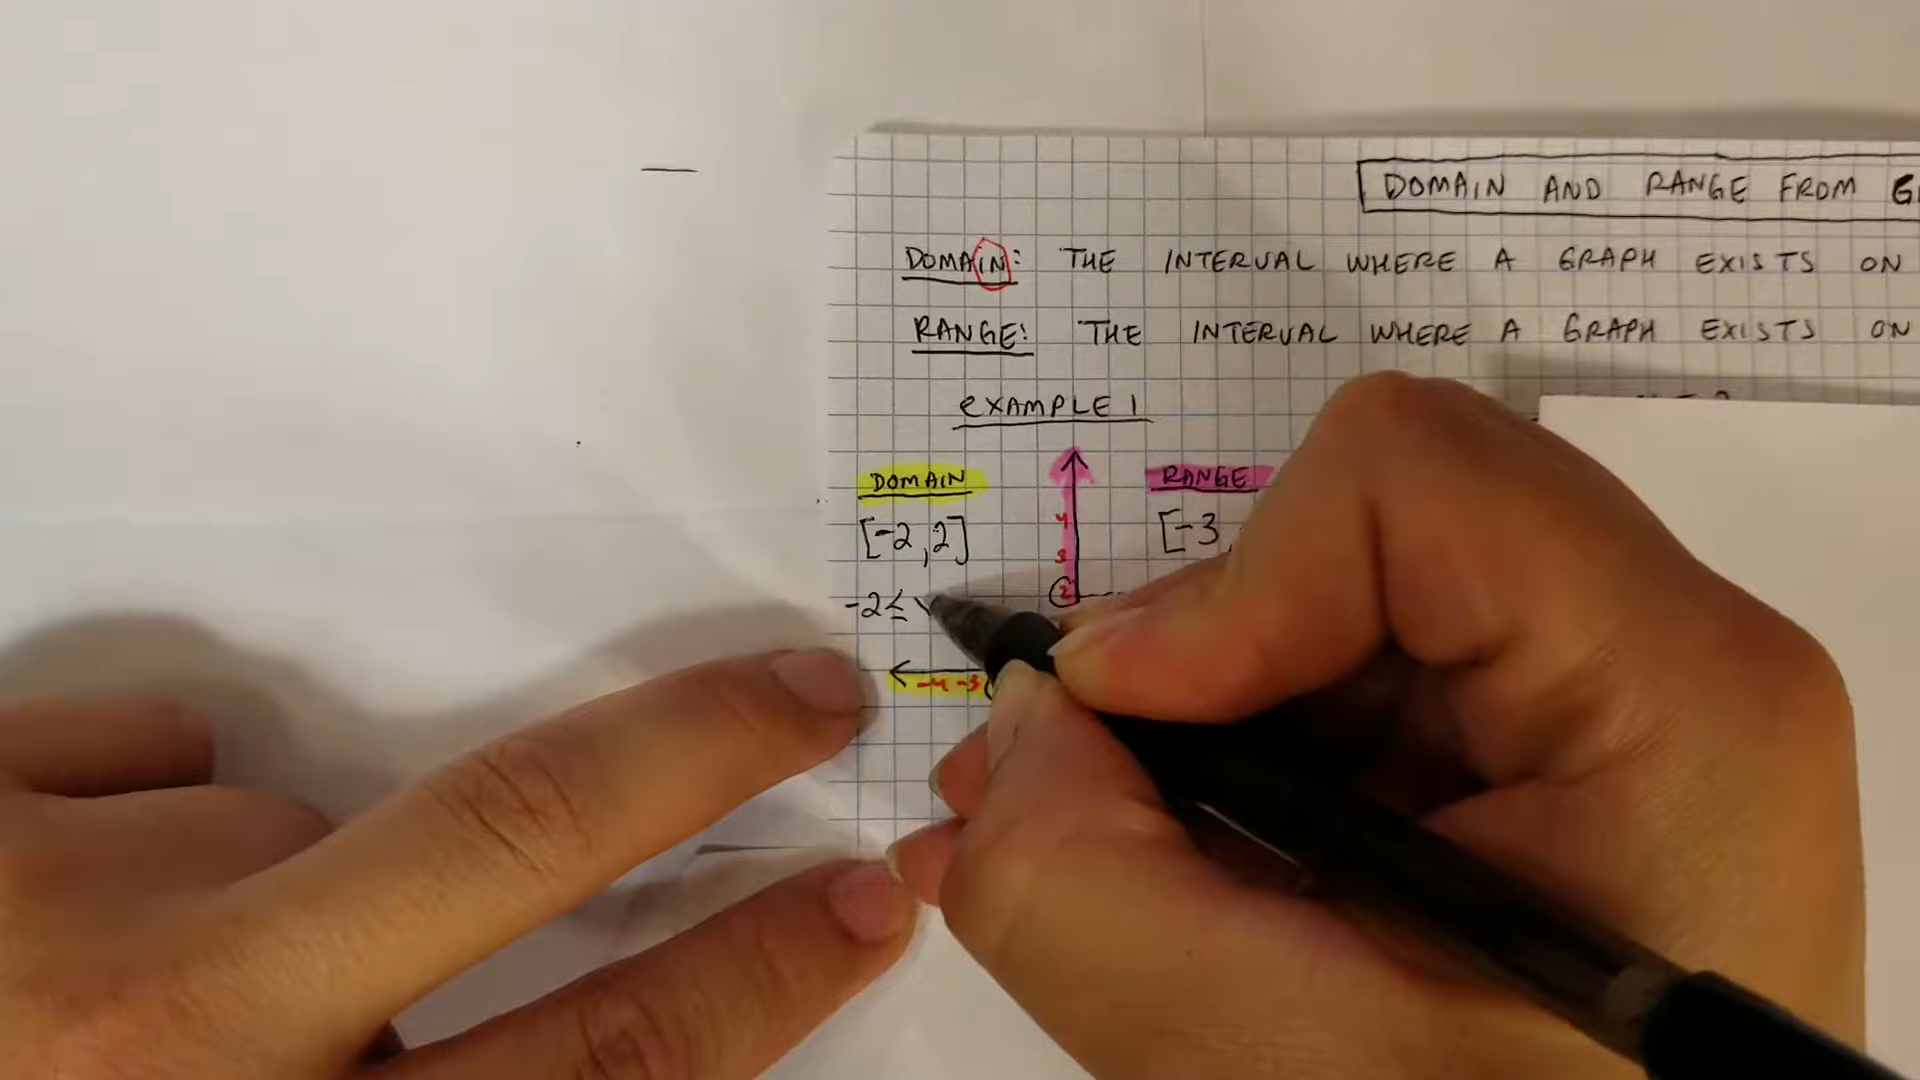 DOMAIN AND RANGE FROM
DOMAIN: THE INTERVAL WHERE A GRAPH EXISTS ON
RANGE: THE INTERVAL WHERE A GRAPH EXISTS ON
EXAMPLE 1
DOMAIN
RANGE
[-2,2]
[-3,
4
3
2
-2≤
-4 -3